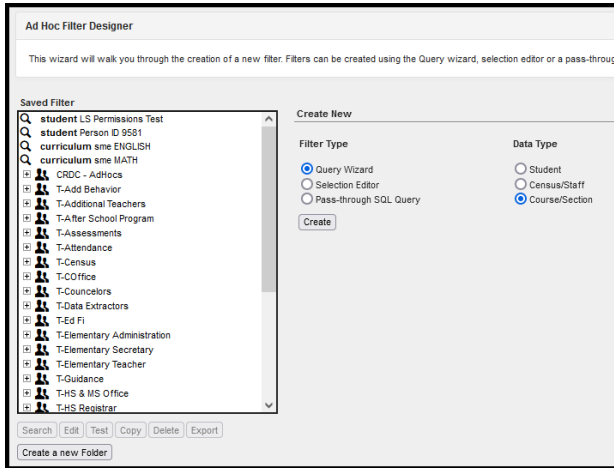 Ad Hoc Filter Designer
This wizard will walk you through the creation of a new filter. Filters can be created using the Query wizard, selection editor or a pass-throug
Saved Filter
student LS Permissions Test
student Person ID 9581
curriculum sme ENGLISH
curriculum sme MATH
CRDC - AdHocs
T-Add Behavior
T-Additional Teachers
T-After School Program
T-Assessments
T-Attendance
T-Census
T-COffice
T-Councelors
T-Data Extractors
T-Ed Fi
T-Elementary Administration
T-Elementary Secretary
T-Elementary Teacher
T-Guidance
T-HS & MS Office
T-HS Registrar
Search Edit Test Copy Delete Export
Create a new Folder
Create New
Filter Type
Query Wizard
Selection Editor
Pass-through SQL Query
Create
Data Type
Student
Census/Staff
Course/Section